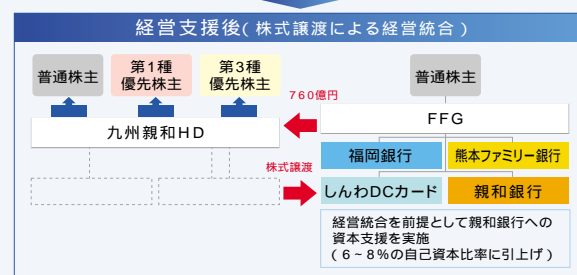 経営支援後(株式譲渡による経営統合)
普通株主
第1種
優先株主
第3種
優先株主
普通株主
760億円
九州親和HD
FFG
福岡銀行
熊本ファミリー銀行
株式譲渡
しんわDCカード
親和銀行
経営統合を前提として親和銀行への
資本支援を実施
(6~8%の自己資本比率に引上げ)